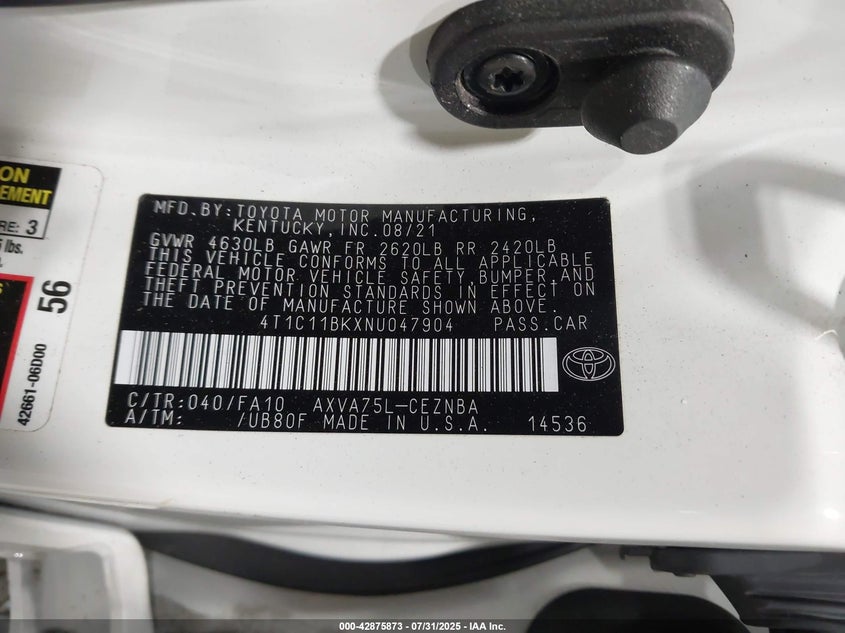 ON
EMENT
RE: 3
lbs.
56
42661-06D00
MFD.BY:TOYOTA MOTOR MANUFACTURING,
KENTUCKY,INC.08/21
GVWR 4630LB GAWR FR 2620LB RR 2420LB
THIS VEHICLE CONFORMS TO ALL APPLICABLE
FEDERAL MOTOR VEHICLE SAFETY,BUMPER,AND
THEFT PREVENTION STANDARDS IN EFFECT ON
THE DATE OF MANUFACTURE SHOWN ABOVE.
4T1C11BKXNU047904 PASS.CAR
C/TR:040/FA10 AXVA75L-CEZNBA
A/TM: /UB80F MADE IN U.S.A. 14536
000-42875873 | 07/31/2025 - IAA Inc.